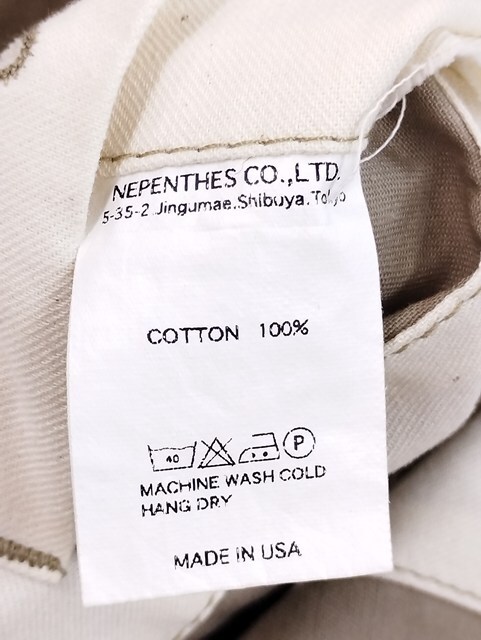 NEPENTHES CO.,LTD.
5-35-2 Jingumae.Shibuya.Tokyo
COTTON 100%
40 P
MACHINE WASH COLD
HANG DRY
MADE IN USA